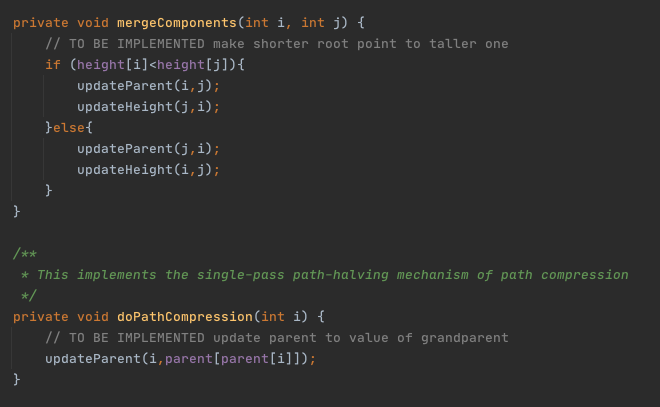 private void mergeComponents(int i, int j) {
    // TO BE IMPLEMENTED make shorter root point to taller one
    if (height[i]<height[j]){
        updateParent(i,j);
        updateHeight(j,i);
    }else{
        updateParent(j,i);
        updateHeight(i,j);
    }
}

/**
 * This implements the single-pass path-halving mechanism of path compression
 */
private void doPathCompression(int i) {
    // TO BE IMPLEMENTED update parent to value of grandparent
    updateParent(i,parent[parent[i]]);
}